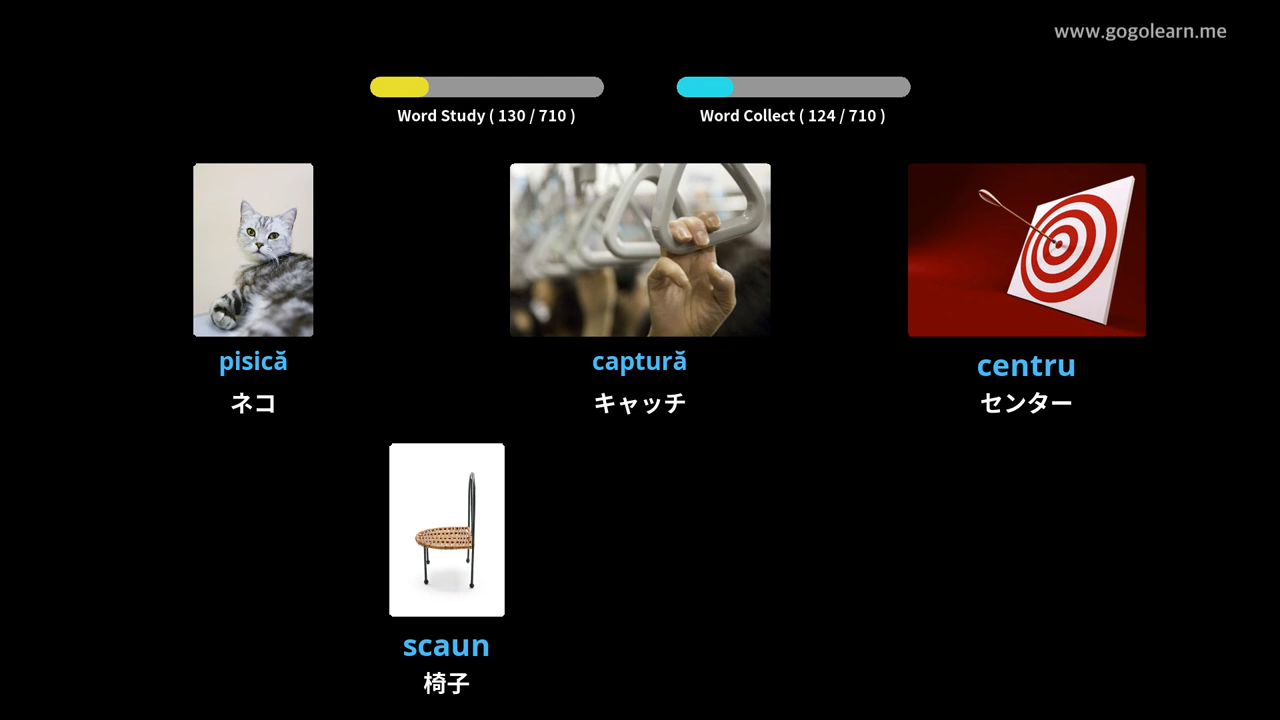 www.gogolearn.me
Word Study ( 130 / 710 )
Word Collect ( 124 / 710 )
pisică
ネコ
captură
キャッチ
centru
センター
scaun
椅子